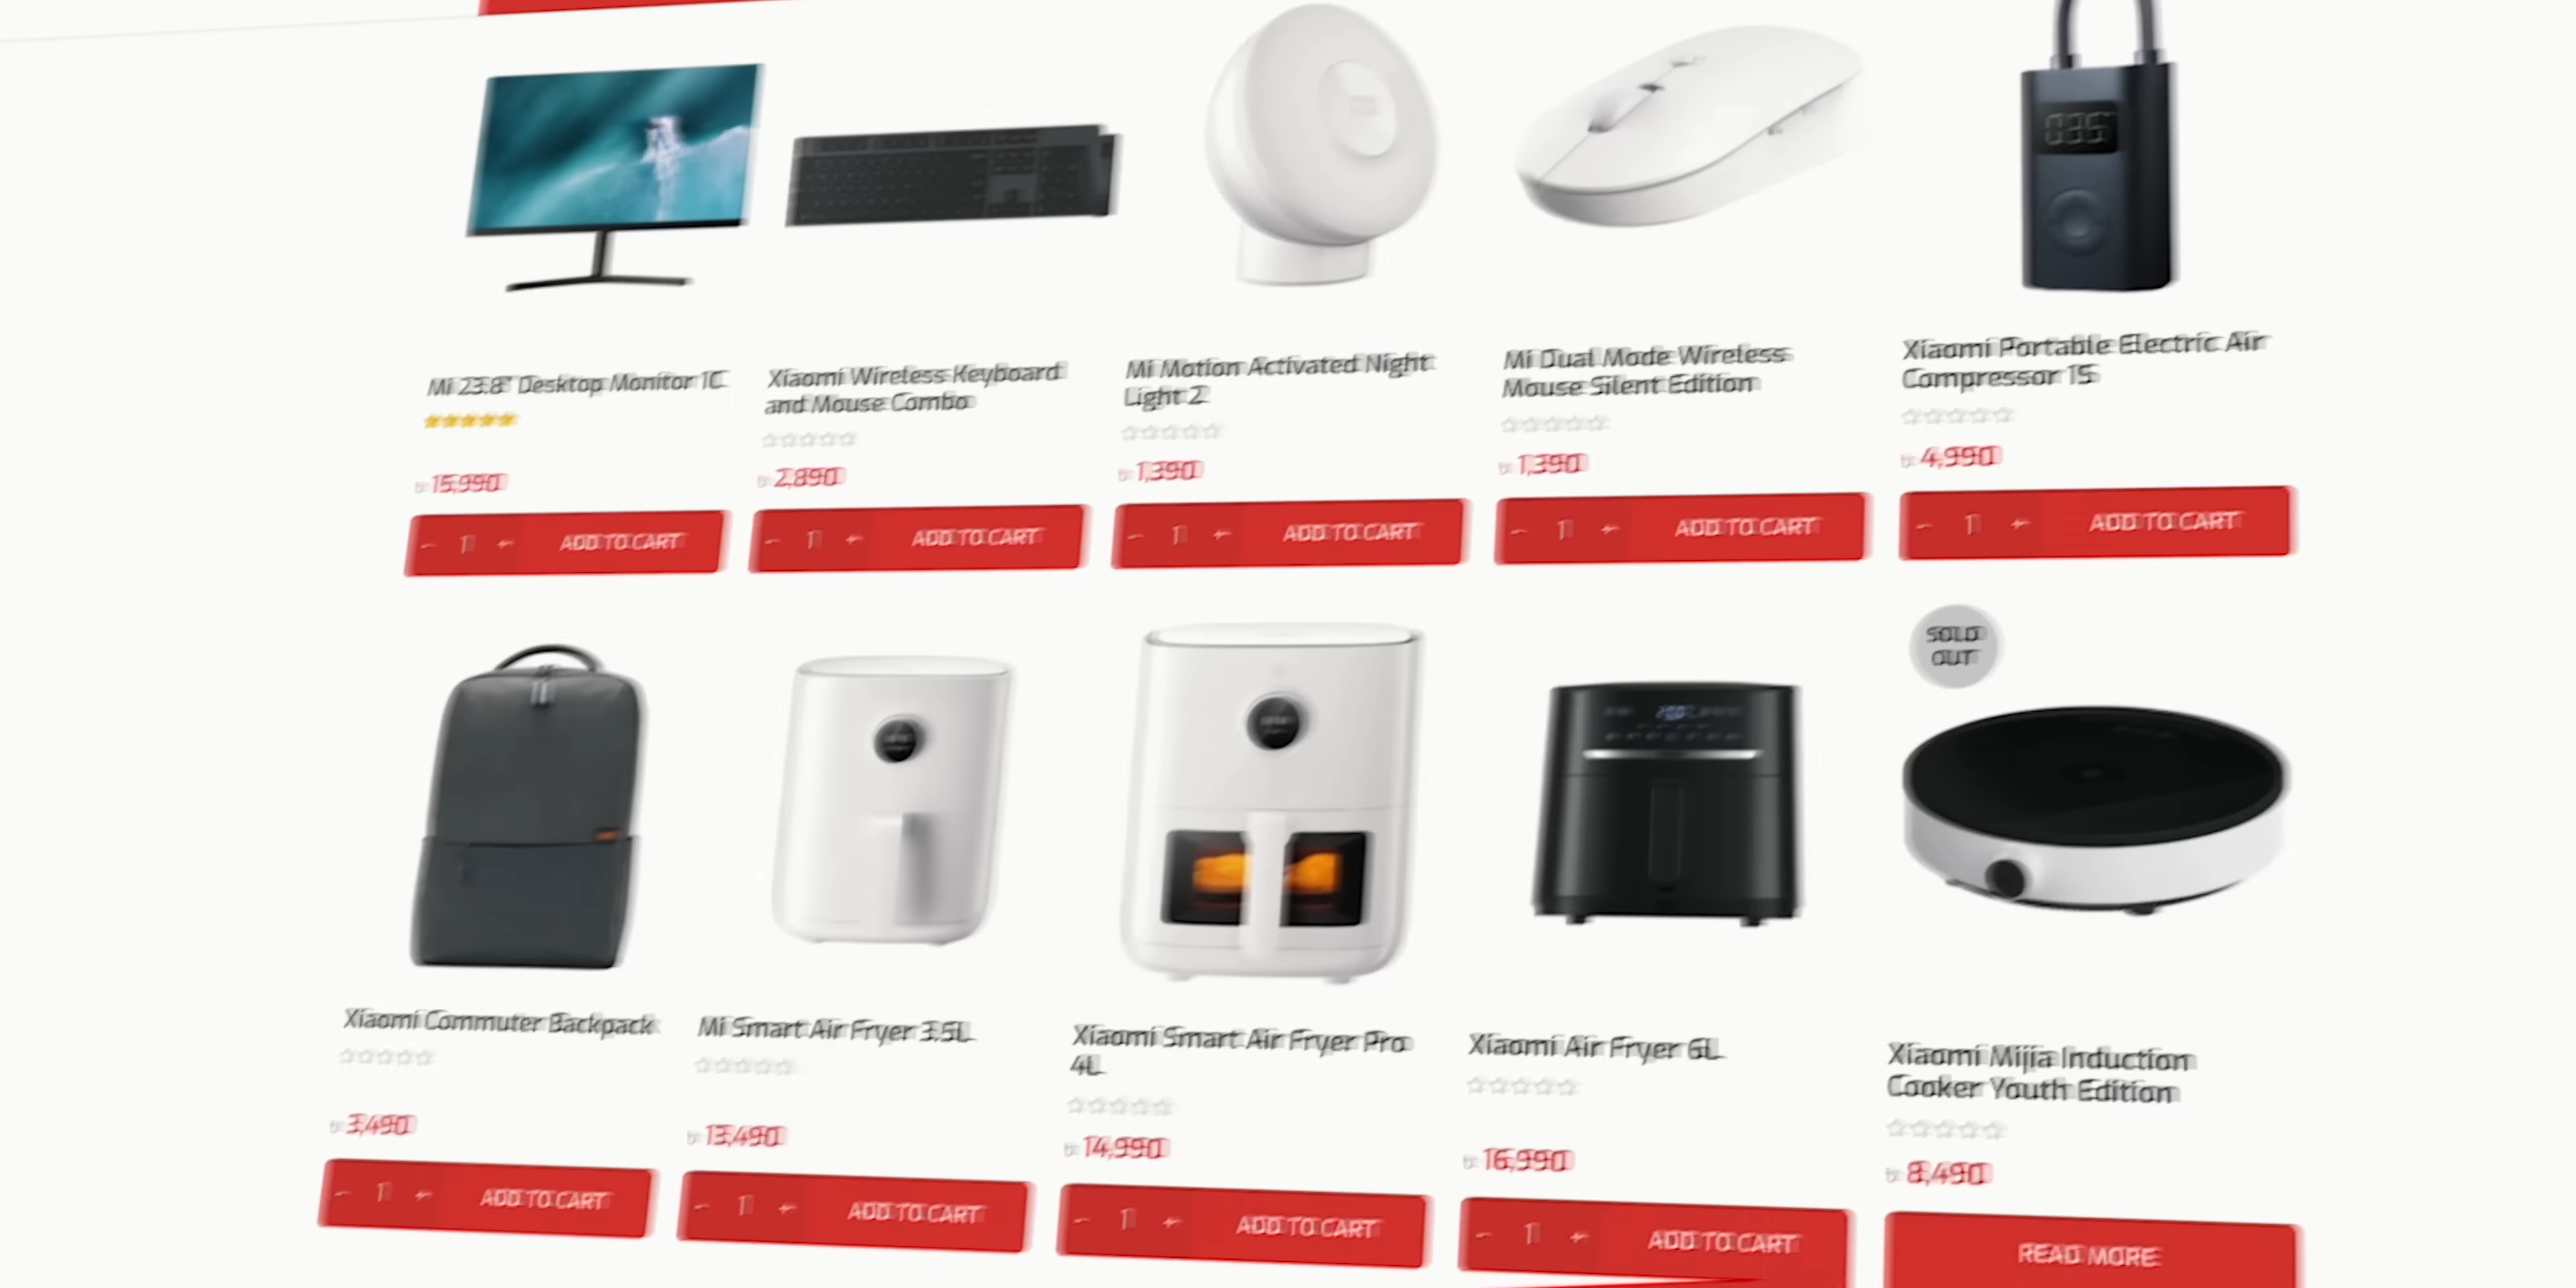 035
Mi 23.8" Desktop Monitor 1C
15,990
1 ADD TO CART
Xiaomi Wireless Keyboard
and Mouse Combo
2,890
1 ADD TO CART
Mi Motion Activated Night
Light 2
1,390
1 ADD TO CART
Mi Dual Mode Wireless
Mouse Silent Edition
1,390
1 ADD TO CART
Xiaomi Portable Electric Air
Compressor 1S
4,990
1 ADD TO CART
Xiaomi Commuter Backpack
3,490
1 ADD TO CART
Mi Smart Air Fryer 3.5L
13,490
1 ADD TO CART
Xiaomi Smart Air Fryer Pro
4L
14,990
1 ADD TO CART
Xiaomi Air Fryer 6L
16,990
1 ADD TO CART
SOLD
OUT
Xiaomi Mijia Induction
Cooker Youth Edition
8,490
READ MORE